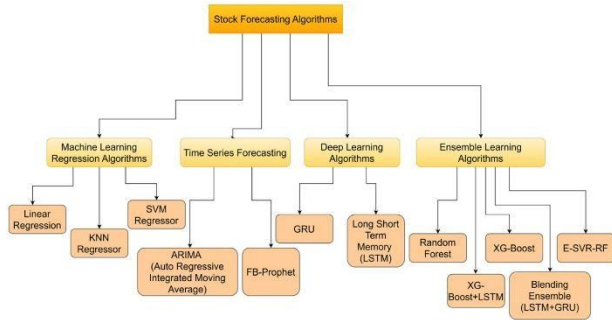 Stock Forecasting Algorithms
Machine Learning
Regression Algorithms
Time Series Forecasting
Deep Learning
Algorithms
Ensemble Learning
Algorithms
Linear
Regression
KNN
Regressor
SVM
Regressor
ARIMA
(Auto Regressive
Integrated Moving
Average)
FB-Prophet
GRU
Long Short
Term
Memory
(LSTM)
Random
Forest
XG-
Boost+LSTM
XG-Boost
Blending
Ensemble
(LSTM+GRU)
E-SVR-RF